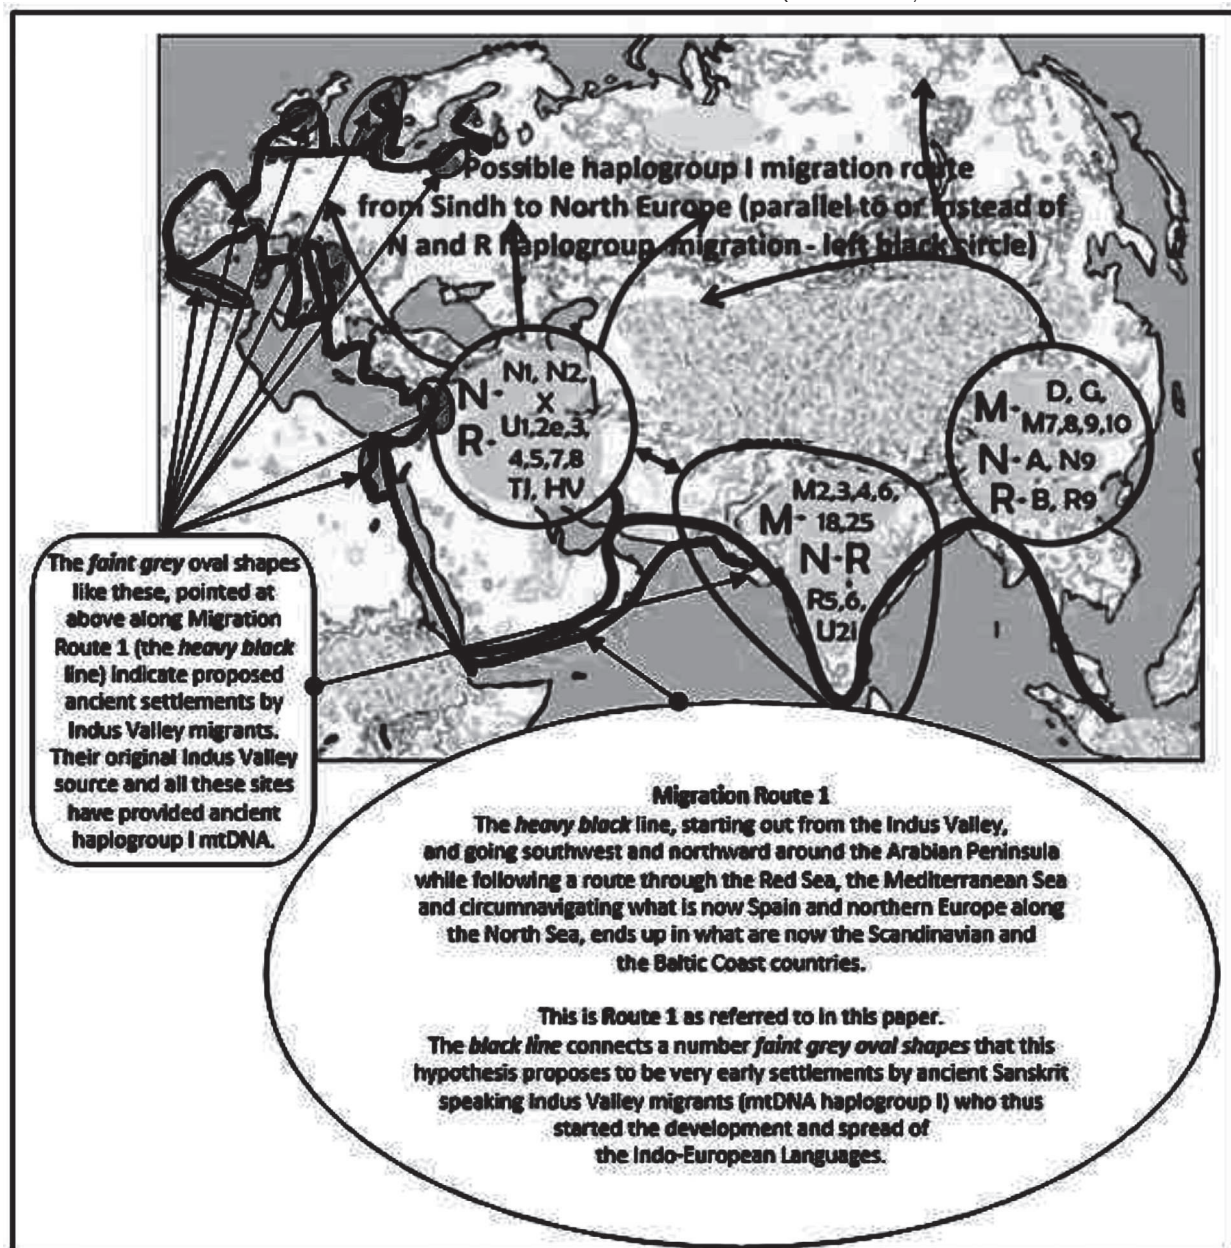 Possible haplogroup I migration route
from Sindh to North Europe (parallel to or instead of
N and R haplogroup migration - left black circle)
N- N1, N2,
X
R- U1,2e,3,
4,5,7,8
TJ, HV
M- D, G,
M7,8,9,10
N- A, N9
R- B, R9
M2,3,4,6,
M- 18,25
N-R
R5,6,
U2i
The faint grey oval shapes
like these, pointed at
above along Migration
Route 1 (the heavy black
line) indicate proposed
ancient settlements by
Indus Valley migrants.
Their original Indus Valley
source and all these sites
have provided ancient
haplogroup I mtDNA.
Migration Route 1
The heavy black line, starting out from the Indus Valley,
and going southwest and northward around the Arabian Peninsula
while following a route through the Red Sea, the Mediterranean Sea
and circumnavigating what is now Spain and northern Europe along
the North Sea, ends up in what are now the Scandinavian and
the Baltic Coast countries.
This is Route 1 as referred to in this paper.
The black line connects a number faint grey oval shapes that this
hypothesis proposes to be very early settlements by ancient Sanskrit
speaking Indus Valley migrants (mtDNA haplogroup I) who thus
started the development and spread of
the Indo-European Languages.